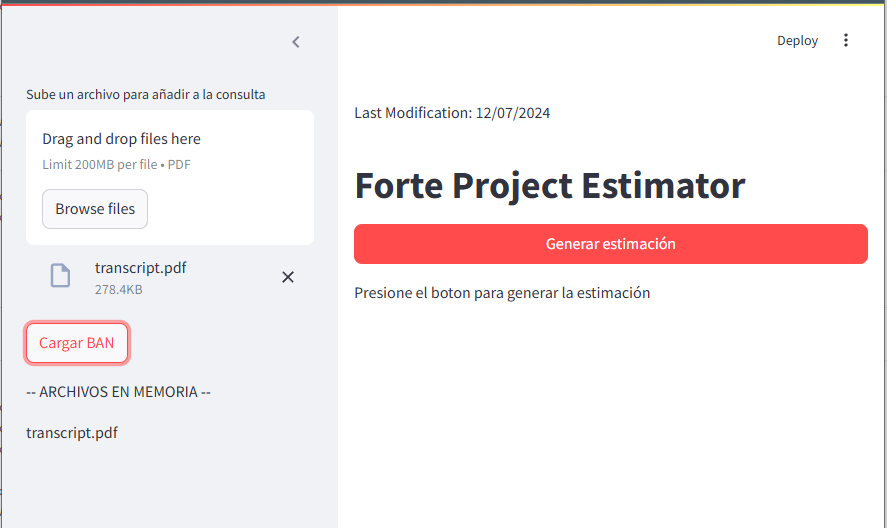 Sube un archivo para añadir a la consulta
Drag and drop files here
Limit 200MB per file • PDF
Browse files
transcript.pdf
278.4KB
Cargar BAN
-- ARCHIVOS EN MEMORIA --
transcript.pdf
Deploy
Last Modification: 12/07/2024
Forte Project Estimator
Generar estimación
Presione el boton para generar la estimación